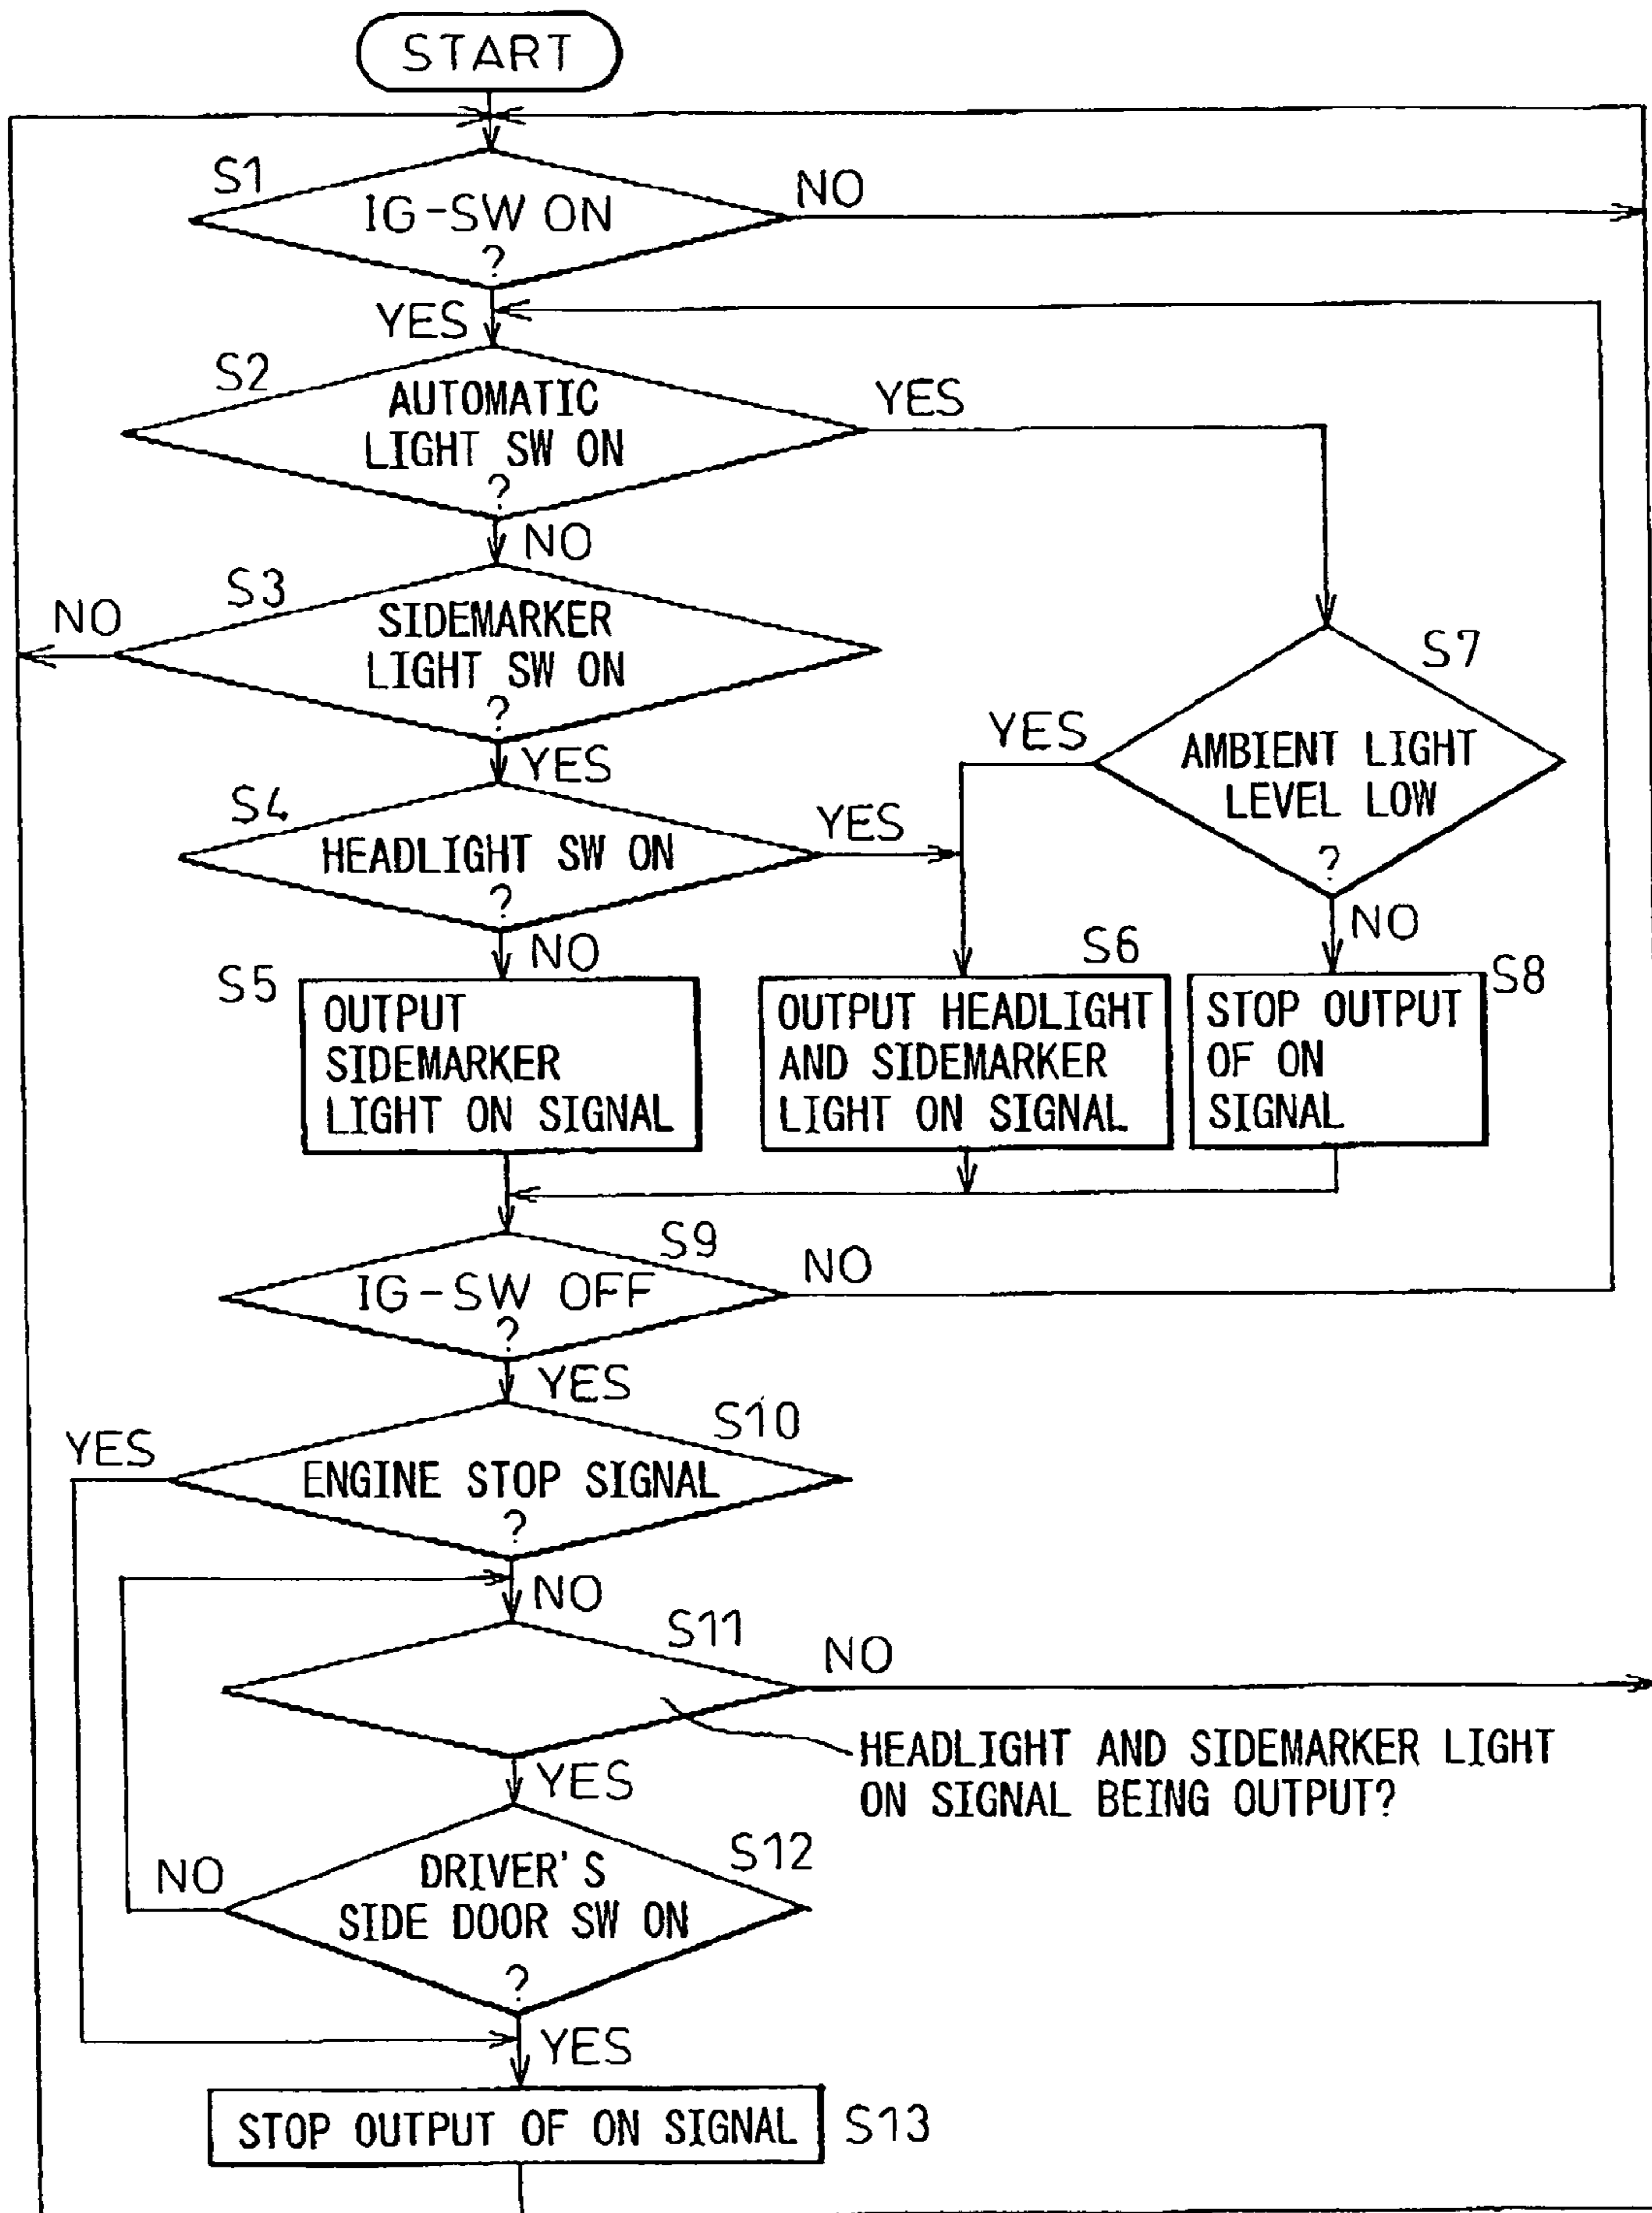 START
S1
IG-SW ON
?
NO
YES
S2
AUTOMATIC
LIGHT SW ON
?
YES
NO
S3
SIDEMARKER
LIGHT SW ON
?
NO
YES
S4
HEADLIGHT SW ON
?
YES
NO
S7
AMBIENT LIGHT
LEVEL LOW
?
YES
NO
S5
OUTPUT
SIDEMARKER
LIGHT ON SIGNAL
S6
OUTPUT HEADLIGHT
AND SIDEMARKER
LIGHT ON SIGNAL
S8
STOP OUTPUT
OF ON
SIGNAL
S9
IG-SW OFF
?
NO
YES
S10
ENGINE STOP SIGNAL
?
YES
NO
S11
NO
HEADLIGHT AND SIDEMARKER LIGHT
ON SIGNAL BEING OUTPUT?
YES
S12
DRIVER'S
SIDE DOOR SW ON
?
NO
YES
STOP OUTPUT OF ON SIGNAL
S13